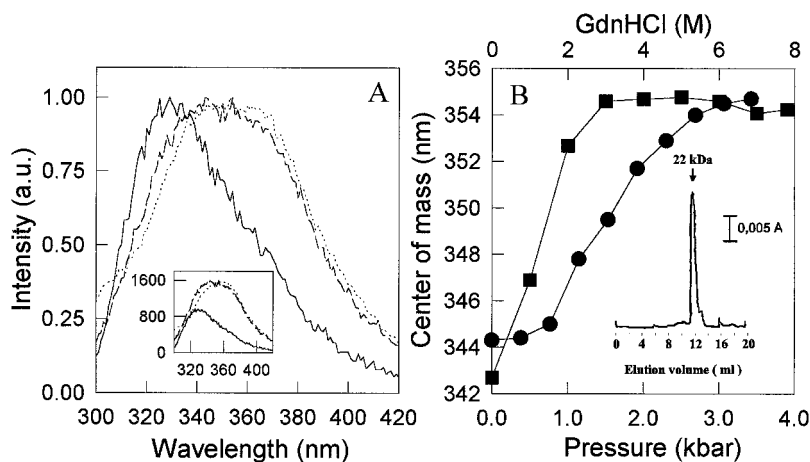 A
1.00
0.75
0.50
0.25
0.00
Intensity (a.u.)
1600
800
0
320 360 400
300 320 340 360 380 400 420
Wavelength (nm)
GdnHCl (M)
0 2 4 6 8
B
356
354
352
350
348
346
344
342
Center of mass (nm)
22 kDa
0,005 A
0 4 8 12 16 20
Elution volume ( ml )
0.0 1.0 2.0 3.0 4.0
Pressure (kbar)